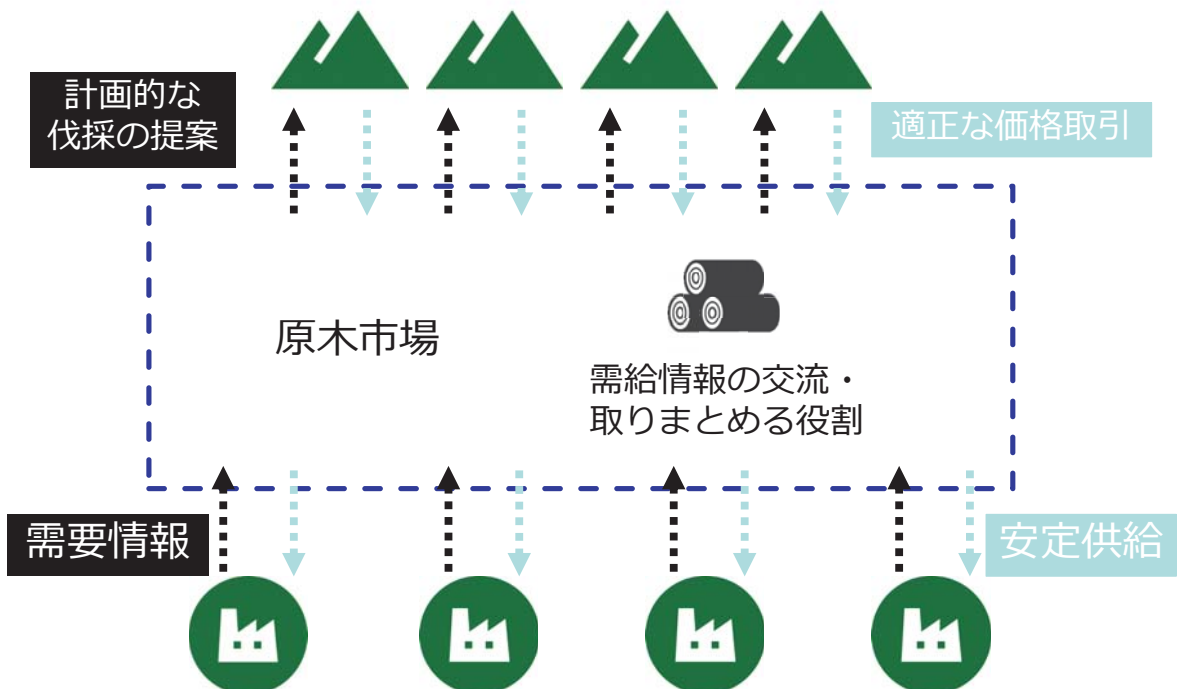 計画的な
伐採の提案
適正な価格取引
原木市場
需給情報の交流・
取りまとめる役割
需要情報
安定供給